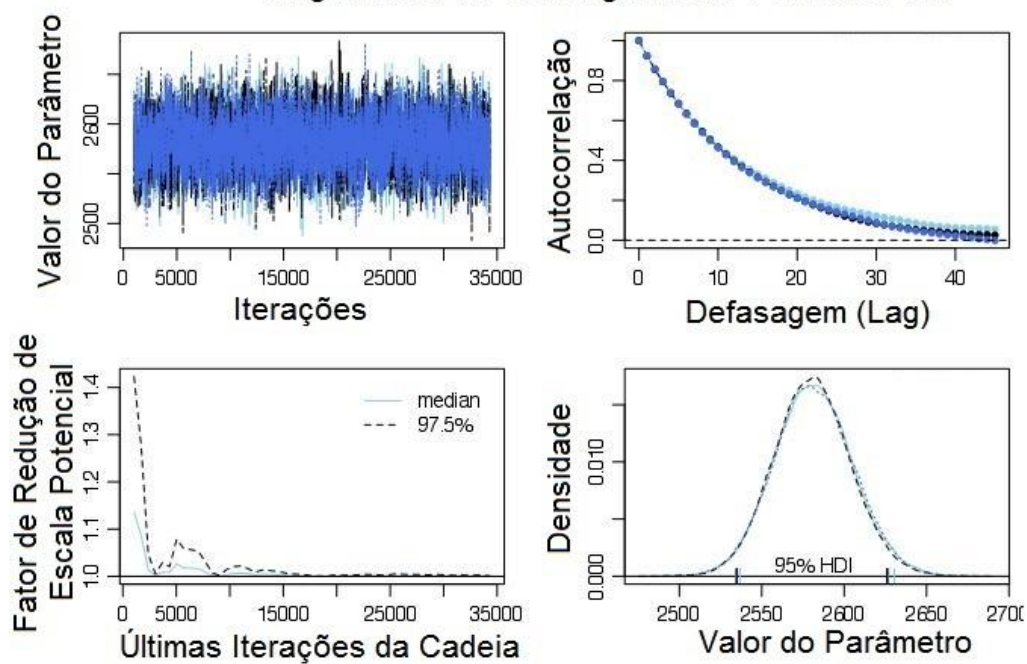 Valor do Parâmetro
2500
2600
0
5000
15000
25000
35000
Iterações
Autocorrelação
0.0
0.4
0.8
0
10
20
30
40
Defasagem (Lag)
Fator de Redução de
Escala Potencial
1.0
1.1
1.2
1.3
1.4
median
97.5%
0
5000
15000
25000
35000
Últimas Iterações da Cadeia
Densidade
0.000
0.010
95% HDI
2500
2550
2600
2650
Valor do Parâmetro